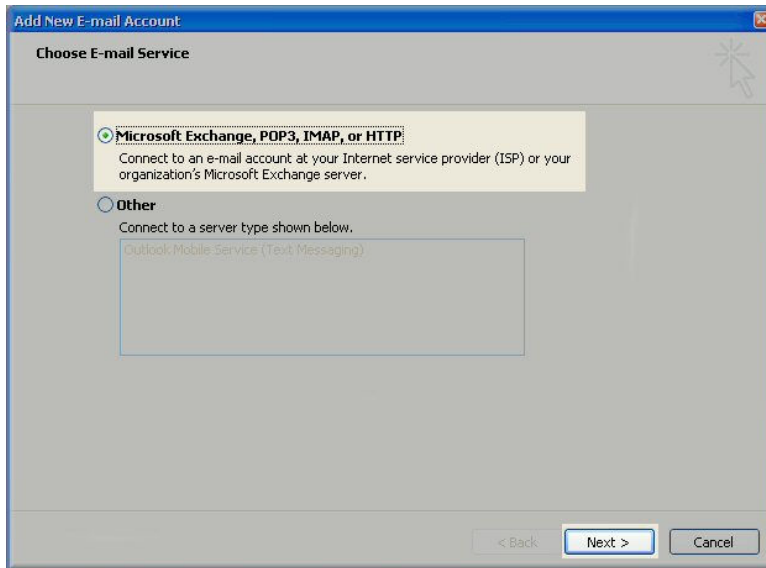 Add New E-mail Account
Choose E-mail Service
Microsoft Exchange, POP3, IMAP, or HTTP
Connect to an e-mail account at your Internet service provider (ISP) or your
organization's Microsoft Exchange server.
Other
Connect to a server type shown below.
Outlook Mobile Service (Text Messaging)
< Back Next > Cancel